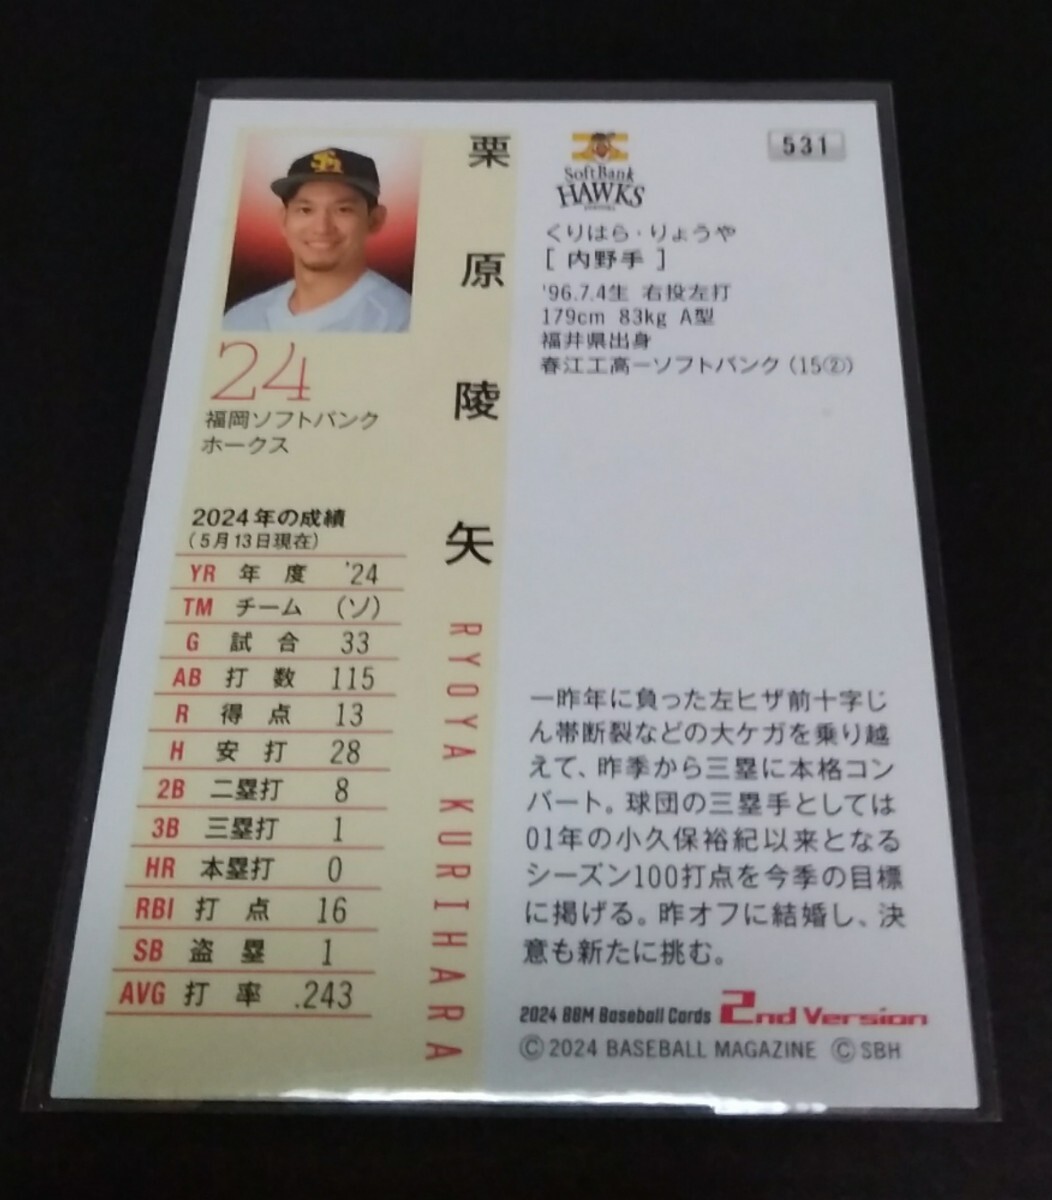 栗原陵矢
RYOYA KURIHARA
24
福岡ソフトバンク
ホークス
2024年の成績
(5月13日現在)
YR 年度 '24
TM チーム (ソ)
G 試合 33
AB 打数 115
R 得点 13
H 安打 28
2B 二塁打 8
3B 三塁打 1
HR 本塁打 0
RBI 打点 16
SB 盗塁 1
AVG 打率 .243
SoftBank
HAWKS
531
くりはら・りょうや
[ 内野手 ]
'96.7.4生 右投左打
179cm 83kg A型
福井県出身
春江工高ーソフトバンク (15②)
一昨年に負った左ヒザ前十字じ
ん帯断裂などの大ケガを乗り越
えて、昨季から三塁に本格コン
バート。球団の三塁手としては
01年の小久保裕紀以来となる
シーズン100打点を今季の目標
に掲げる。昨オフに結婚し、決
意も新たに挑む。
2024 BBM Baseball Cards 2nd Version
© 2024 BASEBALL MAGAZINE © SBH